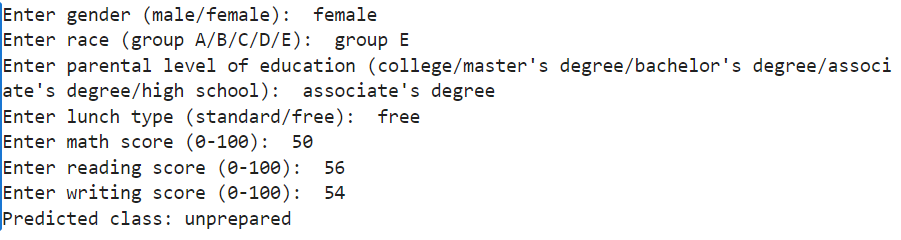 Enter gender (male/female):  female
Enter race (group A/B/C/D/E):  group E
Enter parental level of education (college/master's degree/bachelor's degree/associ
ate's degree/high school):  associate's degree
Enter lunch type (standard/free):  free
Enter math score (0-100):  50
Enter reading score (0-100):  56
Enter writing score (0-100):  54
Predicted class: unprepared